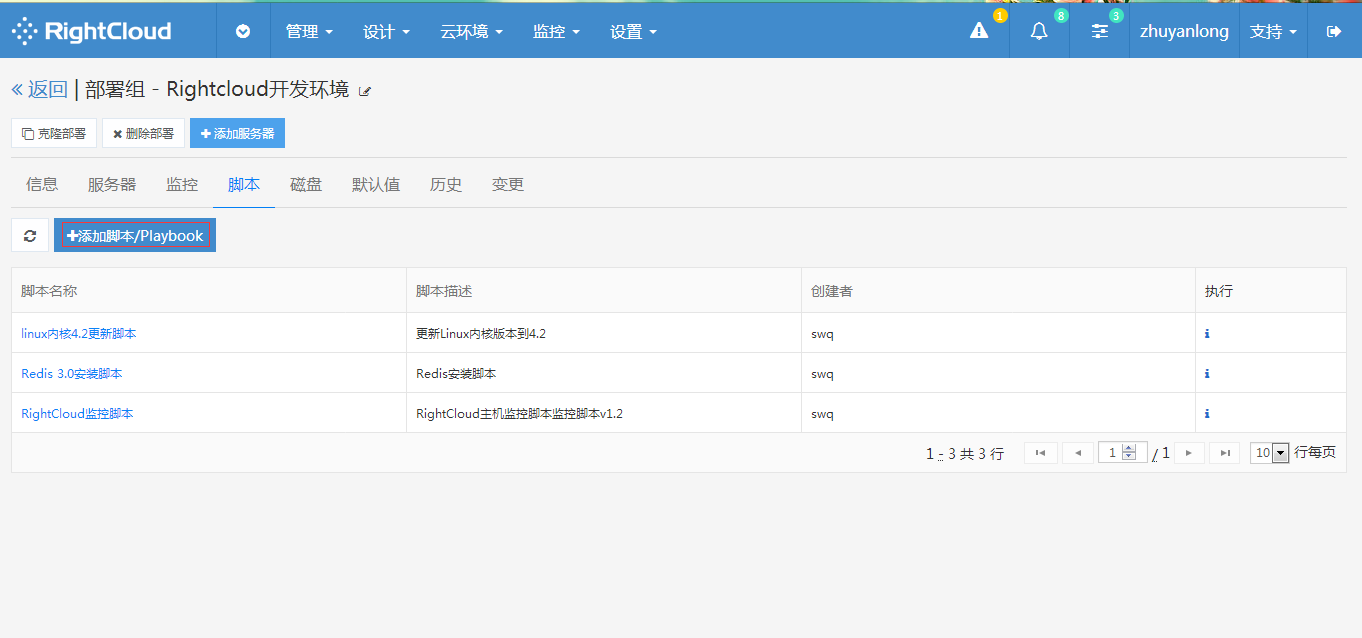 RightCloud 管理 设计 云环境 监控 设置 1 8 3 zhuyanlong 支持
« 返回 | 部署组 - Rightcloud开发环境
克隆部署 删除部署 添加服务器
信息 服务器 监控 脚本 磁盘 默认值 历史 变更
添加脚本/Playbook
脚本名称 脚本描述 创建者 执行
linux内核4.2更新脚本 更新Linux内核版本到4.2 swq
Redis 3.0安装脚本 Redis安装脚本 swq
RightCloud监控脚本 RightCloud主机监控脚本监控脚本v1.2 swq
1 - 3 共 3 行 1 / 1 10 行每页